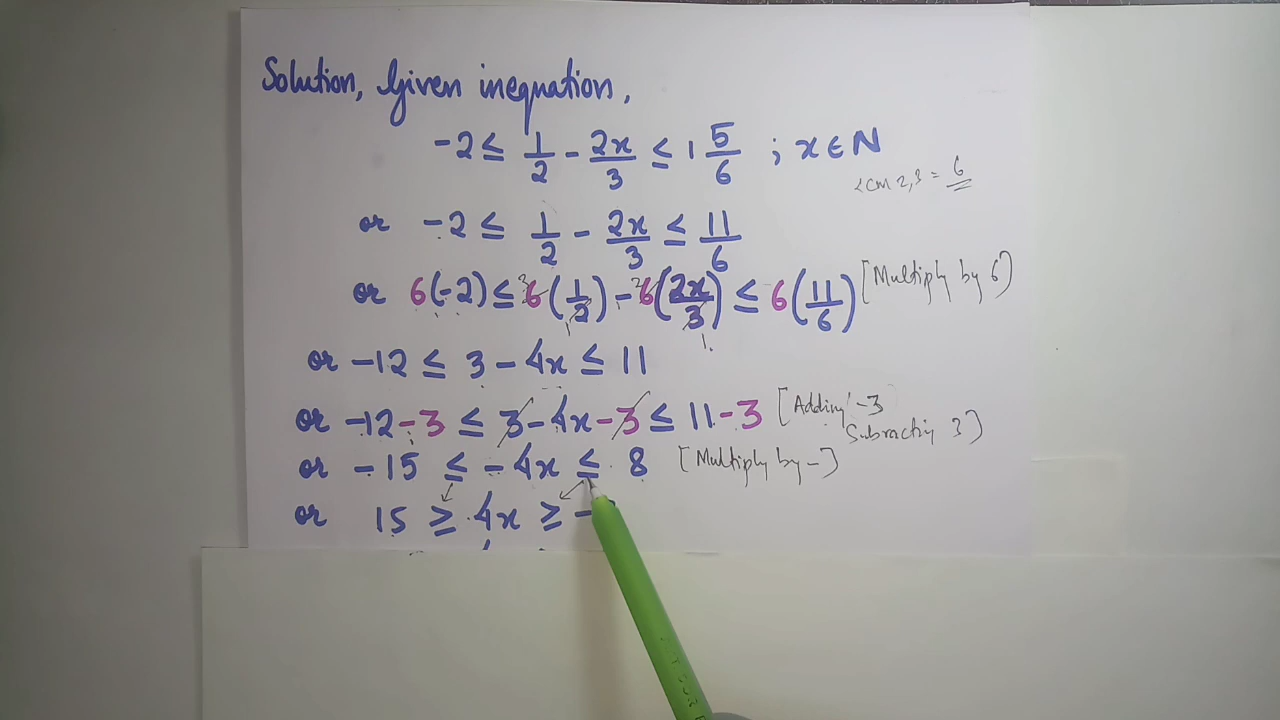 Solution, Given inequation,
-2 ≤ 1/2 - 2x/3 ≤ 1 5/6 ; x ∈ N
LCM 2,3 = 6
or -2 ≤ 1/2 - 2x/3 ≤ 11/6
or 6(-2) ≤ 6(1/2) - 6(2x/3) ≤ 6(11/6) [Multiply by 6]
or -12 ≤ 3 - 4x ≤ 11
or -12 - 3 ≤ 3 - 4x - 3 ≤ 11 - 3 [Adding -3
Subracting 3]
or -15 ≤ -4x ≤ 8 [Multiply by -]
or 15 ≥ 4x ≥ -